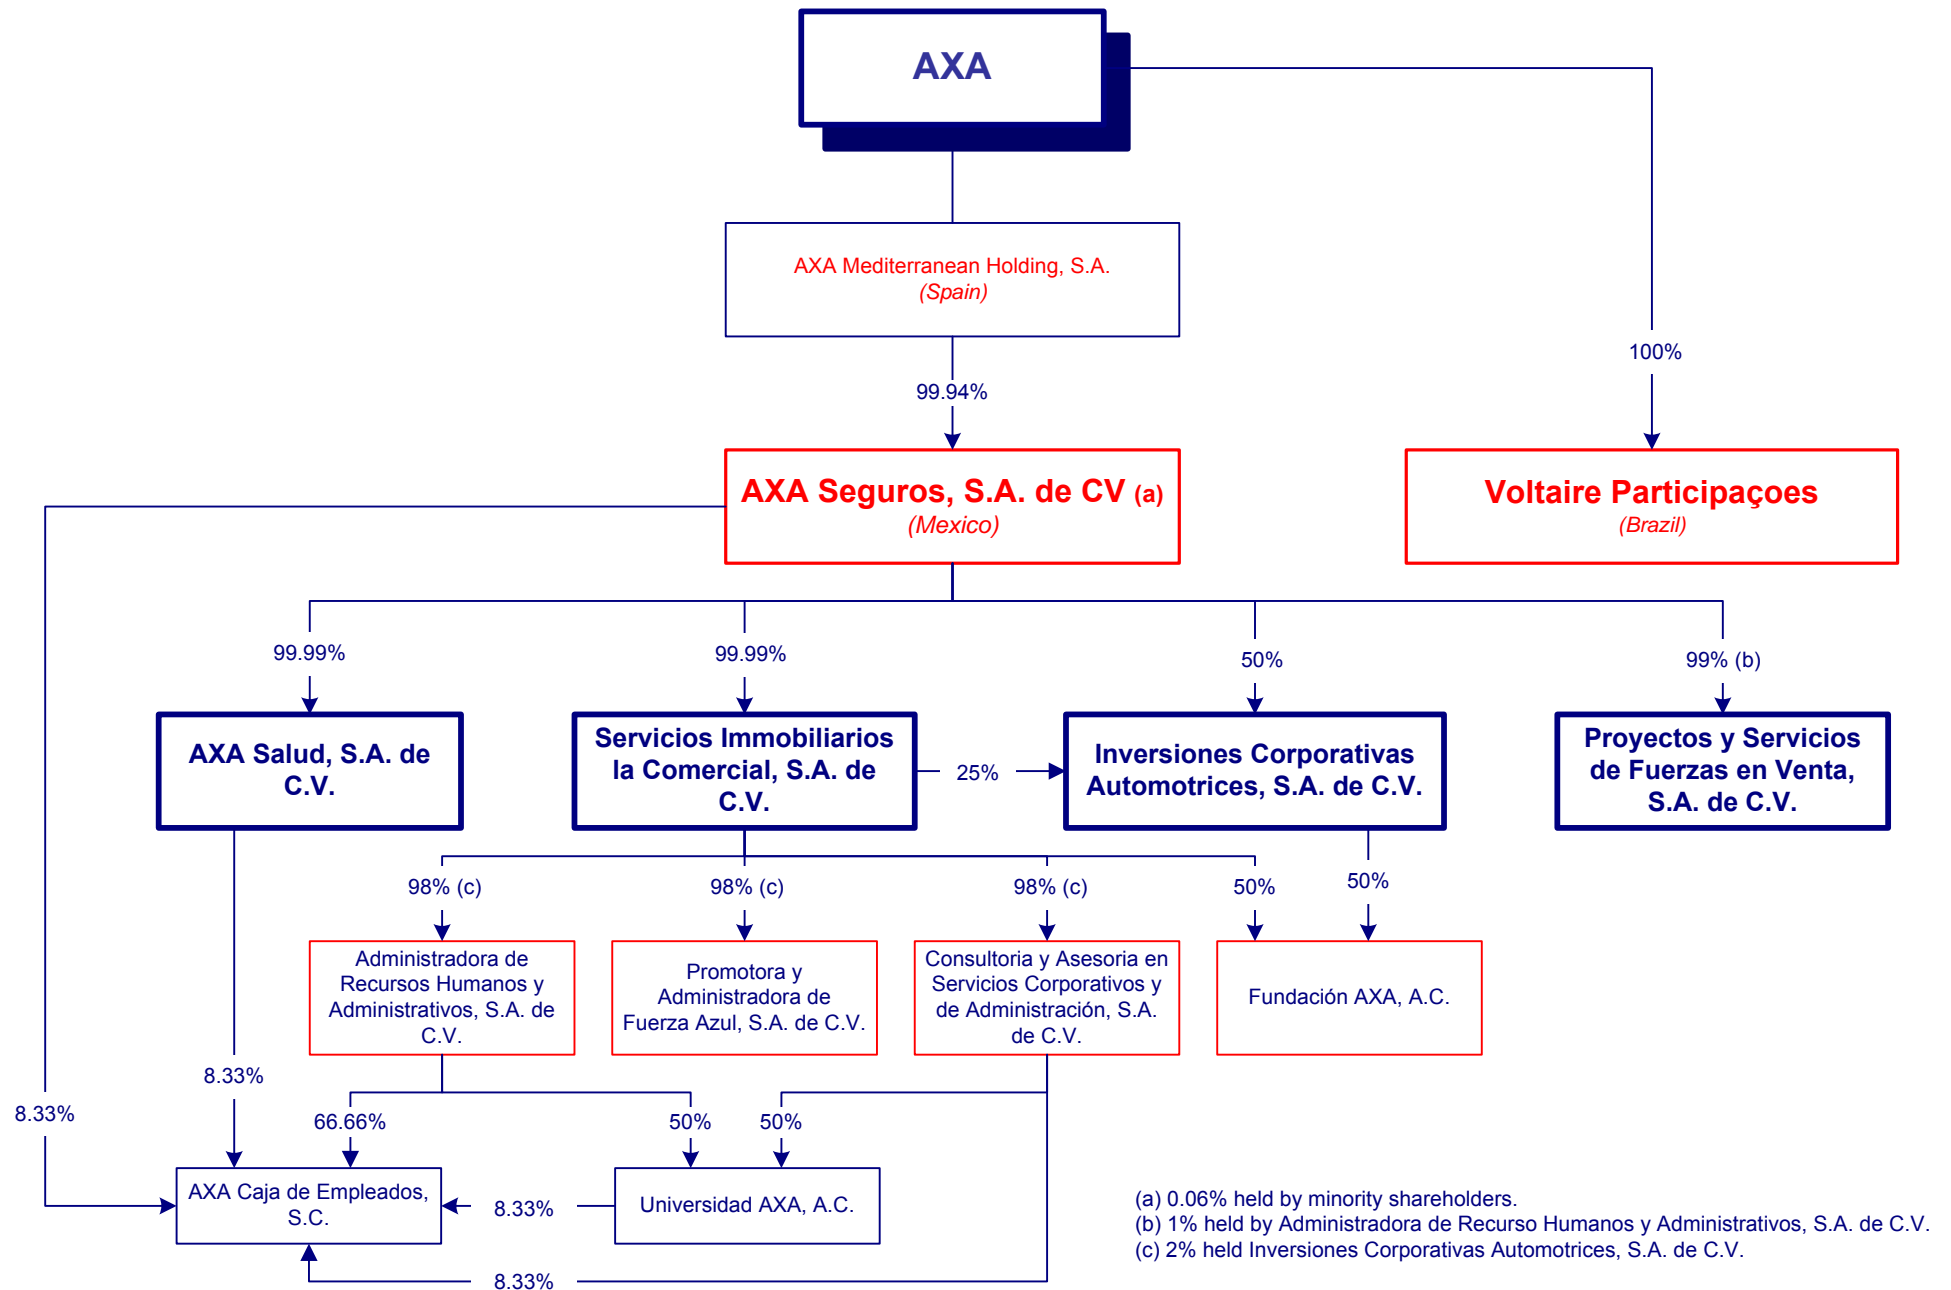 AXA
AXA Mediterranean Holding, S.A.
(Spain)
100%
99.94%
AXA Seguros, S.A. de CV (a)
(Mexico)
Voltaire Participaçoes
(Brazil)
99.99%
99.99%
50%
99% (b)
AXA Salud, S.A. de
C.V.
Servicios Immobiliarios
la Comercial, S.A. de
C.V.
25%
Inversiones Corporativas
Automotrices, S.A. de C.V.
Proyectos y Servicios
de Fuerzas en Venta,
S.A. de C.V.
98% (c)
98% (c)
98% (c)
50%
50%
Administradora de
Recursos Humanos y
Administrativos, S.A. de
C.V.
Promotora y
Administradora de
Fuerza Azul, S.A. de C.V.
Consultoria y Asesoria en
Servicios Corporativos y
de Administración, S.A.
de C.V.
Fundación AXA, A.C.
8.33%
8.33%
66.66%
50%
50%
AXA Caja de Empleados,
S.C.
8.33%
Universidad AXA, A.C.
8.33%
(a) 0.06% held by minority shareholders.
(b) 1% held by Administradora de Recurso Humanos y Administrativos, S.A. de C.V.
(c) 2% held Inversiones Corporativas Automotrices, S.A. de C.V.